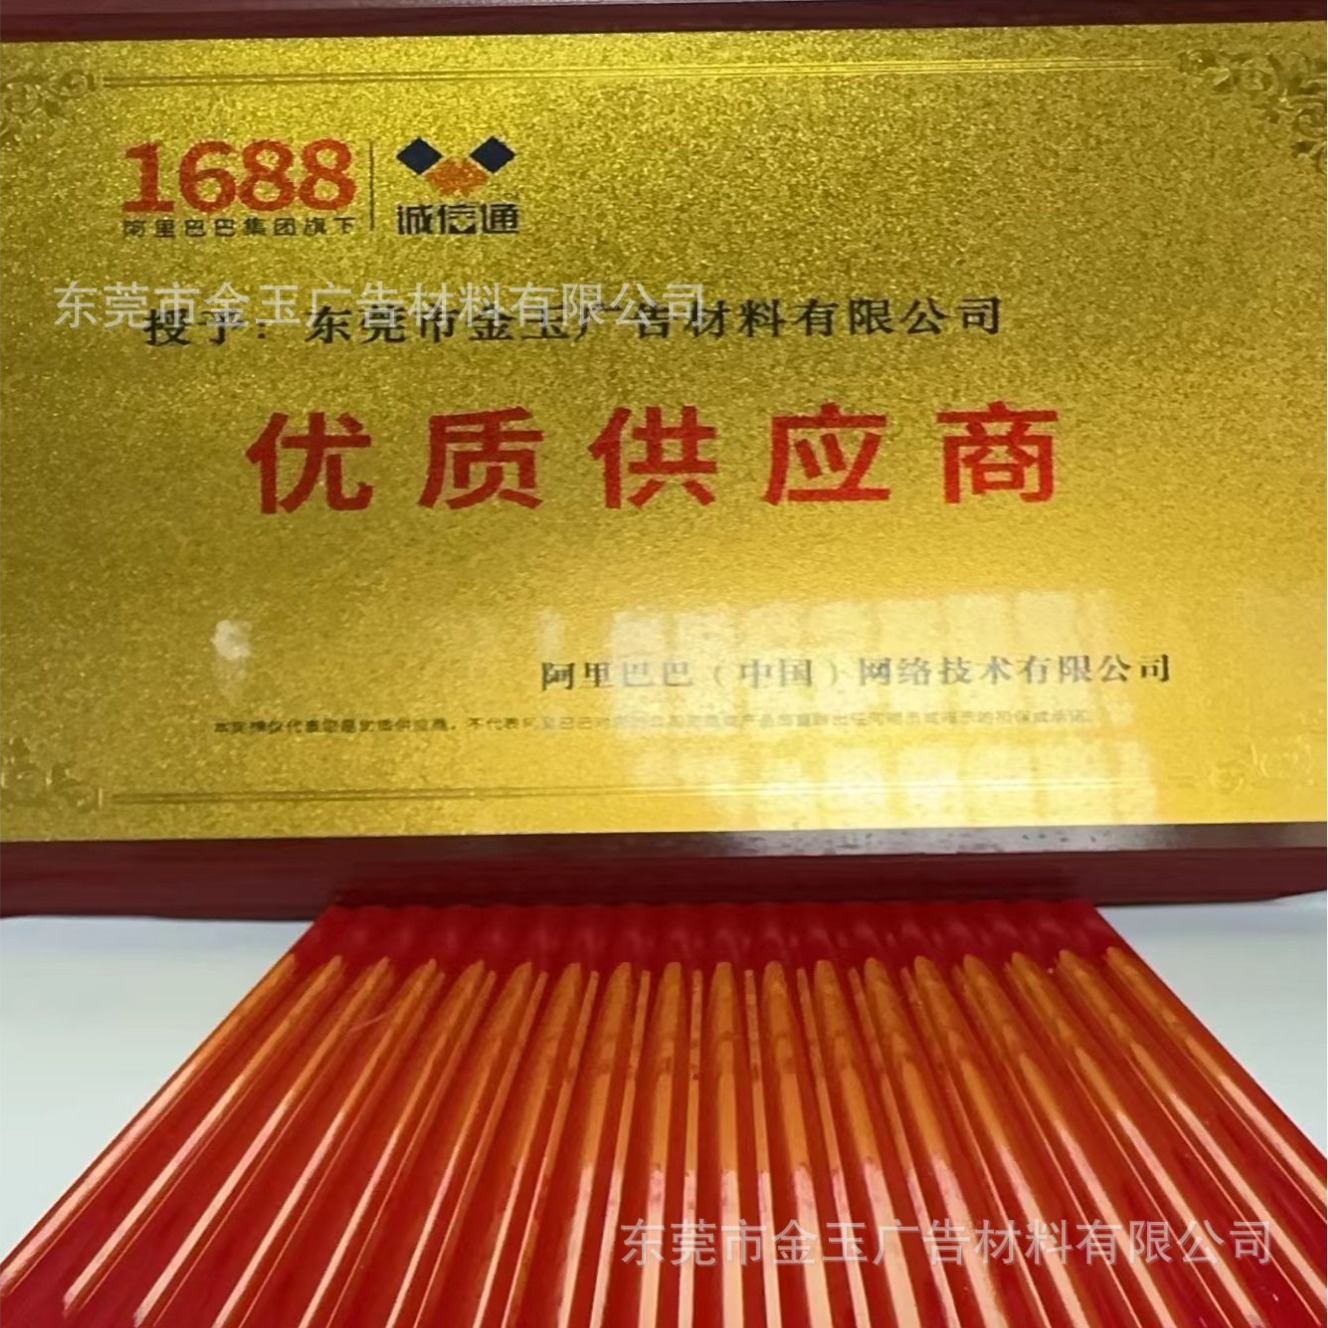 1688 诚信通
阿里巴巴集团旗下
东莞市金玉广告材料有限公司
授予：东莞市金玉广告材料有限公司
优质供应商
阿里巴巴（中国）网络技术有限公司
东莞市金玉广告材料有限公司